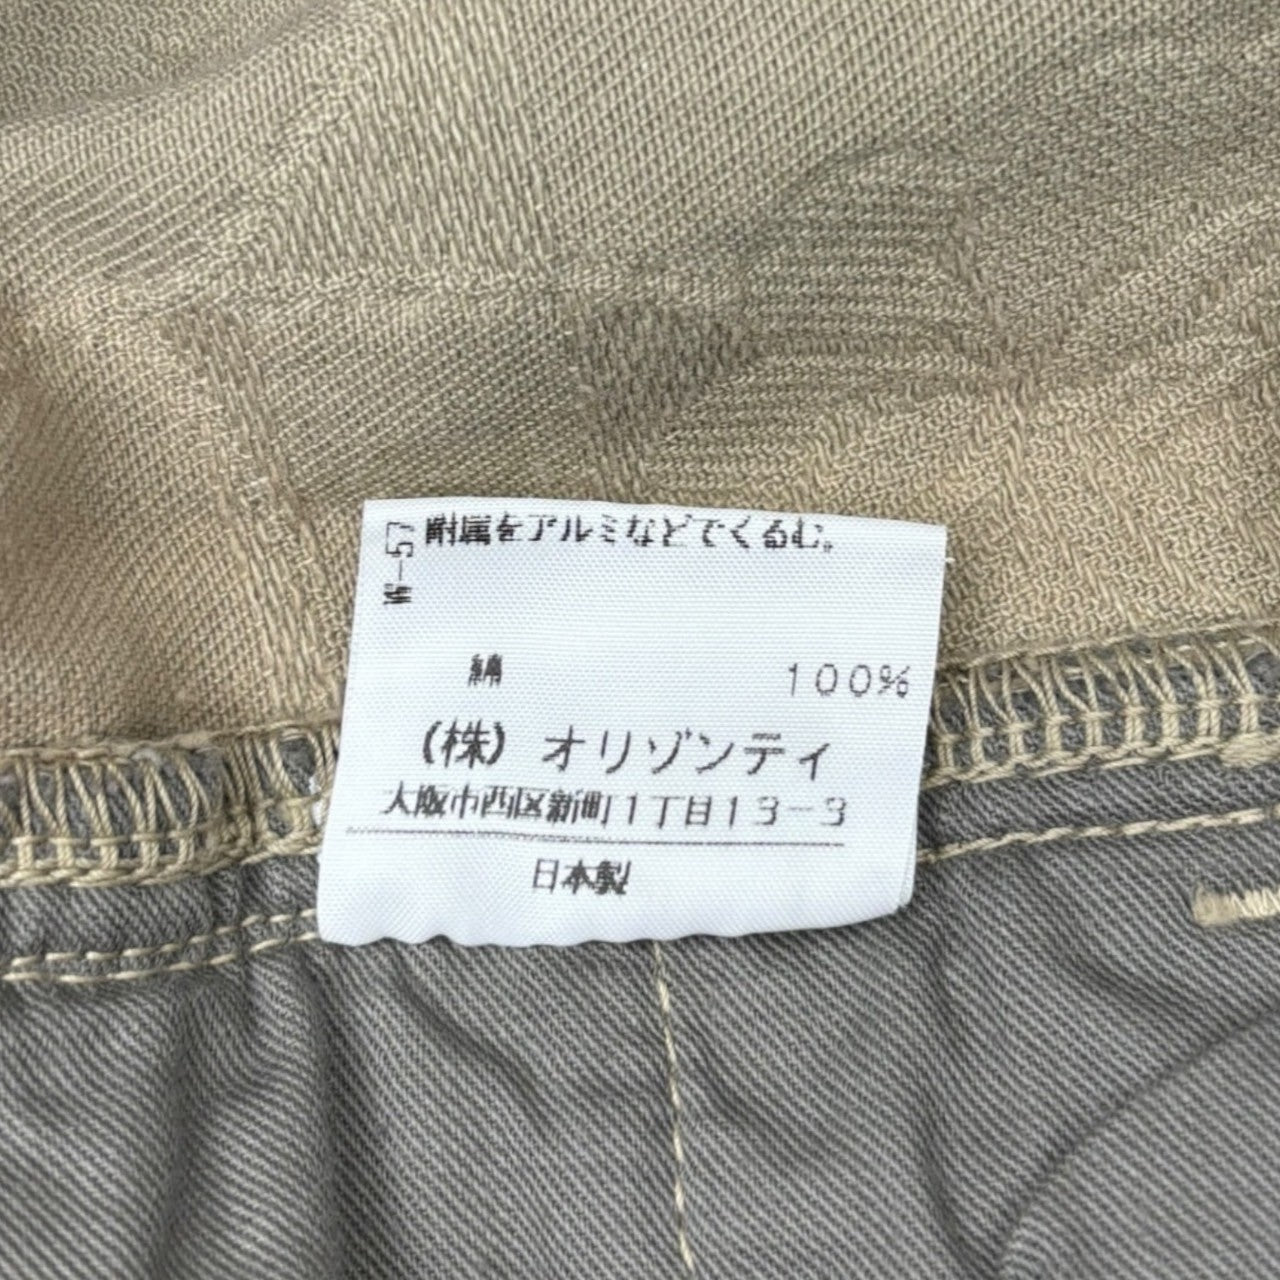 附属をアルミなどでくるむ。
綿 100%
(株) オリゾンティ
大阪市西区新町1丁目13-3
日本製